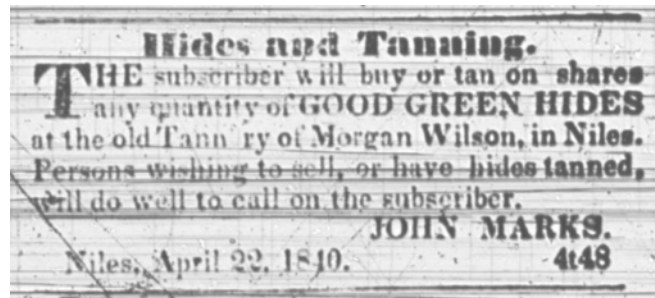 Hides and Tanning.
THE subscriber will buy or tan on shares
any quantity of GOOD GREEN HIDES
at the old Tann ry of Morgan Wilson, in Niles.
Persons wishing to sell, or have hides tanned,
will do well to call on the subscriber.
JOHN MARKS.
Niles, April 22, 1840. 4t48